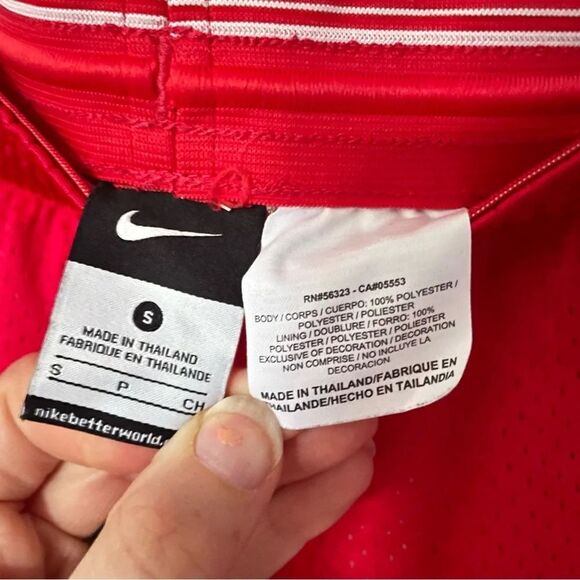 S
MADE IN THAILAND
FABRIQUE EN THAILANDE
S P CH
nikebetterworld.
RN#56323 - CA#05553
BODY / CORPS / CUERPO: 100% POLYESTER /
POLYESTER / POLIESTER
LINING / DOUBLURE / FORRO: 100%
POLYESTER / POLYESTER / POLIESTER
EXCLUSIVE OF DECORATION / DECORATION
NON COMPRISE / NO INCLUYE LA
DECORACION
MADE IN THAILAND/FABRIQUE EN
THAILANDE/HECHO EN TAILANDIA